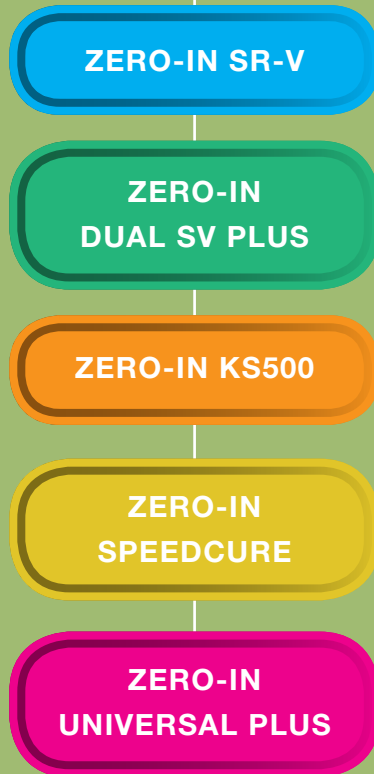 ZERO-IN SR-V
ZERO-IN
DUAL SV PLUS
ZERO-IN KS500
ZERO-IN
SPEEDCURE
ZERO-IN
UNIVERSAL PLUS